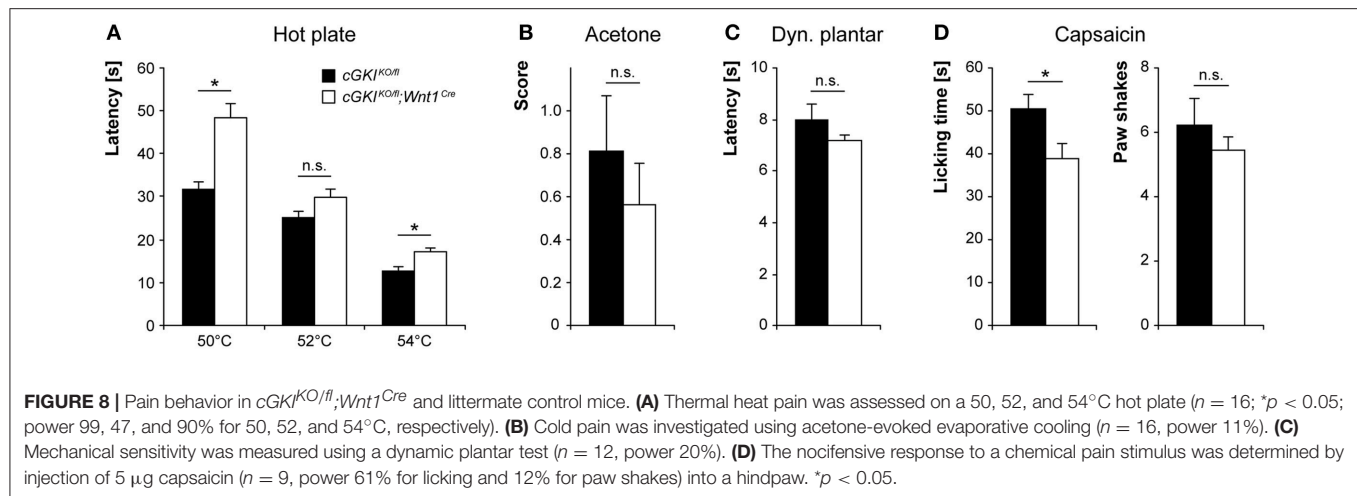 A Hot plate
Latency [s]
60
50
40
30
20
10
0
cGKI^KO/fl
cGKI^KO/fl;Wnt1^Cre
*
n.s.
*
50°C 52°C 54°C
B Acetone
Score
1.0
0.8
0.6
0.4
0.2
0
n.s.
C Dyn. plantar
Latency [s]
10
8
6
4
2
0
n.s.
D Capsaicin
Licking time [s]
60
50
40
30
20
10
0
*
Paw shakes
8
6
4
2
0
n.s.
FIGURE 8 | Pain behavior in cGKI^KO/fl;Wnt1^Cre and littermate control mice. (A) Thermal heat pain was assessed on a 50, 52, and 54°C hot plate (n = 16; *p < 0.05;
power 99, 47, and 90% for 50, 52, and 54°C, respectively). (B) Cold pain was investigated using acetone-evoked evaporative cooling (n = 16, power 11%). (C)
Mechanical sensitivity was measured using a dynamic plantar test (n = 12, power 20%). (D) The nocifensive response to a chemical pain stimulus was determined by
injection of 5 μg capsaicin (n = 9, power 61% for licking and 12% for paw shakes) into a hindpaw. *p < 0.05.